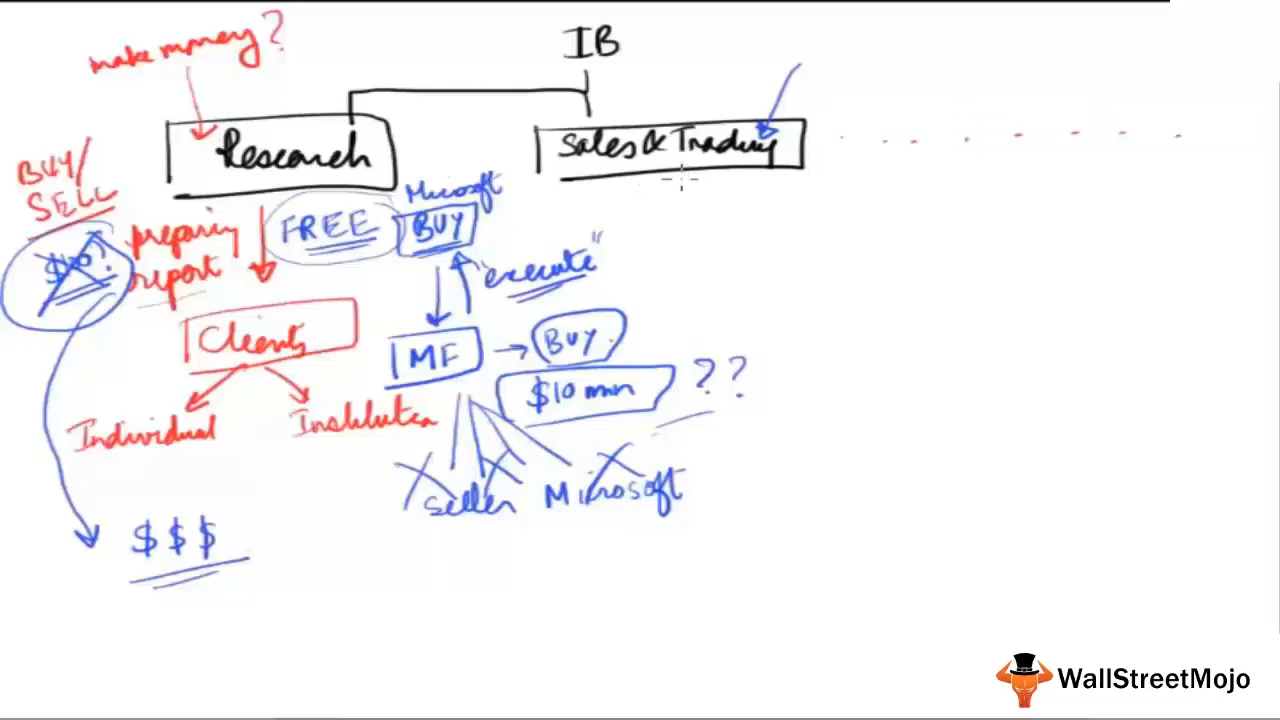 make money?
IB
Research
Sales & Trading
BUY/
SELL
Microsoft
preparing
report
FREE
BUY
"execute"
Clients
MF
BUY
$10 mn
??
Individual
Institution
seller Microsoft
$$$
WallStreetMojo